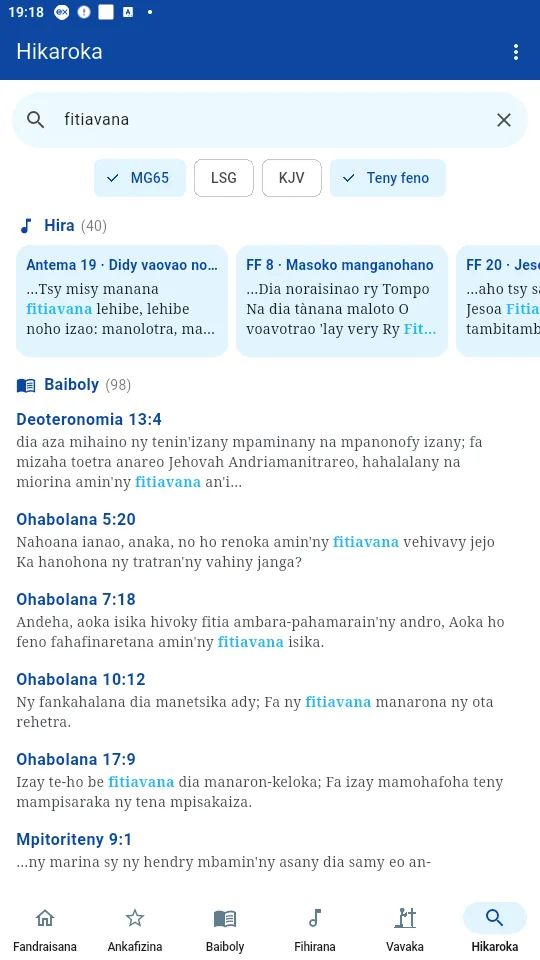 19:18
Hikaroka
fitiavana
MG65
LSG
KJV
Teny feno
Hira (40)
Antema 19 · Didy vaovao no…
…Tsy misy manana
fitiavana lehibe, lehibe
noho izao: manolotra, ma…
FF 8 · Masoko manganohano
…Dia noraisinao ry Tompo
Na dia tànana maloto O
voavotrao 'lay very Ry Fit…
FF 20 · Jes
…aho tsy s
Jesoa Fitia
tambitamb
Baiboly (98)
Deoteronomia 13:4
dia aza mihaino ny tenin'izany mpaminany na mpanonofy izany; fa
mizaha toetra anareo Jehovah Andriamanitrareo, hahalalany na
miorina amin'ny fitiavana an'i…
Ohabolana 5:20
Nahoana ianao, anaka, no ho renoka amin'ny fitiavana vehivavy jejo
Ka hanohona ny tratran'ny vahiny janga?
Ohabolana 7:18
Andeha, aoka isika hivoky fitia ambara-pahamarain'ny andro, Aoka ho
feno fahafinaretana amin'ny fitiavana isika.
Ohabolana 10:12
Ny fankahalana dia manetsika ady; Fa ny fitiavana manarona ny ota
rehetra.
Ohabolana 17:9
Izay te-ho be fitiavana dia manaron-keloka; Fa izay mamohafoha teny
mampisaraka ny tena mpisakaiza.
Mpitoriteny 9:1
…ny marina sy ny hendry mbamin'ny asany dia samy eo an-
Fandraisana
Ankafizina
Baiboly
Fihirana
Vavaka
Hikaroka